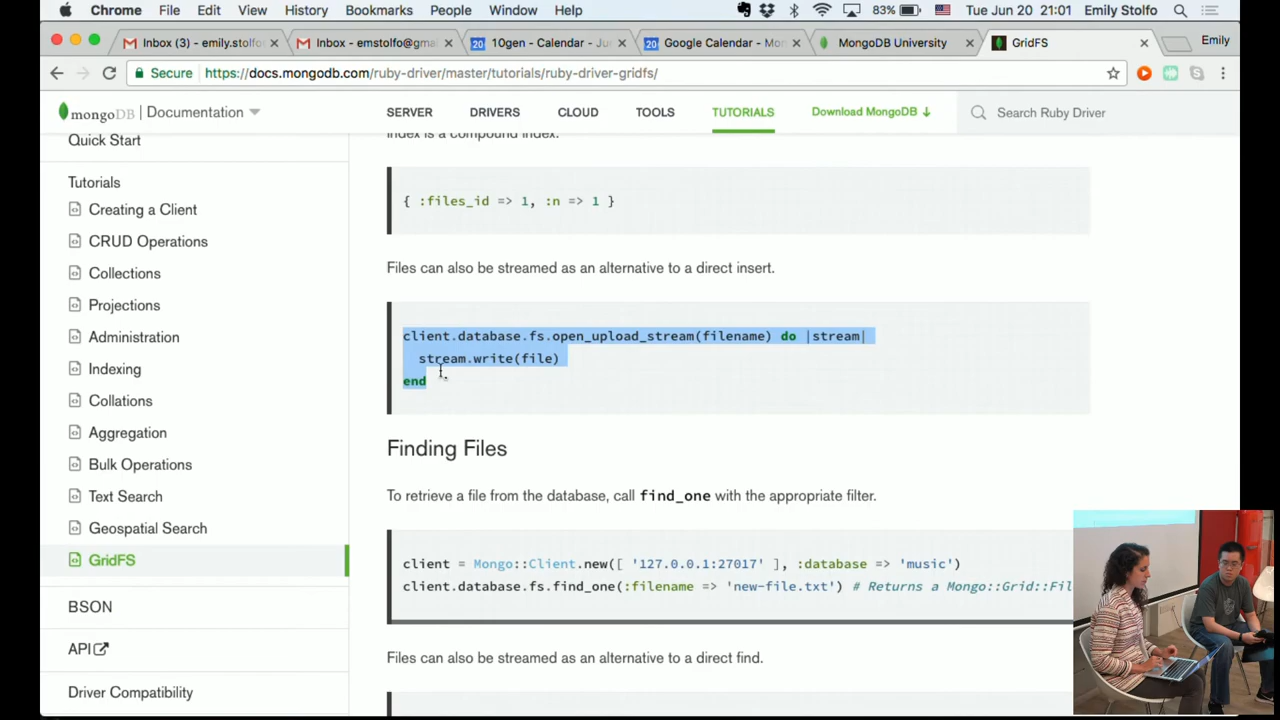 Chrome File Edit View History Bookmarks People Window Help 83% Tue Jun 20 21:01 Emily Stolfo
Inbox (3) - emily.stolfo
Inbox - emstolfo@gma
10gen - Calendar - Ju
Google Calendar - Mo
MongoDB University
GridFS
Emily
Secure https://docs.mongodb.com/ruby-driver/master/tutorials/ruby-driver-gridfs/
mongoDB Documentation
SERVER DRIVERS CLOUD TOOLS TUTORIALS Download MongoDB
Search Ruby Driver
Quick Start
Tutorials
Creating a Client
CRUD Operations
Collections
Projections
Administration
Indexing
Collations
Aggregation
Bulk Operations
Text Search
Geospatial Search
GridFS
BSON
API
Driver Compatibility
index is a compound index.
{ :files_id => 1, :n => 1 }
Files can also be streamed as an alternative to a direct insert.
client.database.fs.open_upload_stream(filename) do |stream|
stream.write(file)
end
Finding Files
To retrieve a file from the database, call find_one with the appropriate filter.
client = Mongo::Client.new([ '127.0.0.1:27017' ], :database => 'music')
client.database.fs.find_one(:filename => 'new-file.txt') # Returns a Mongo::Grid::Fil
Files can also be streamed as an alternative to a direct find.